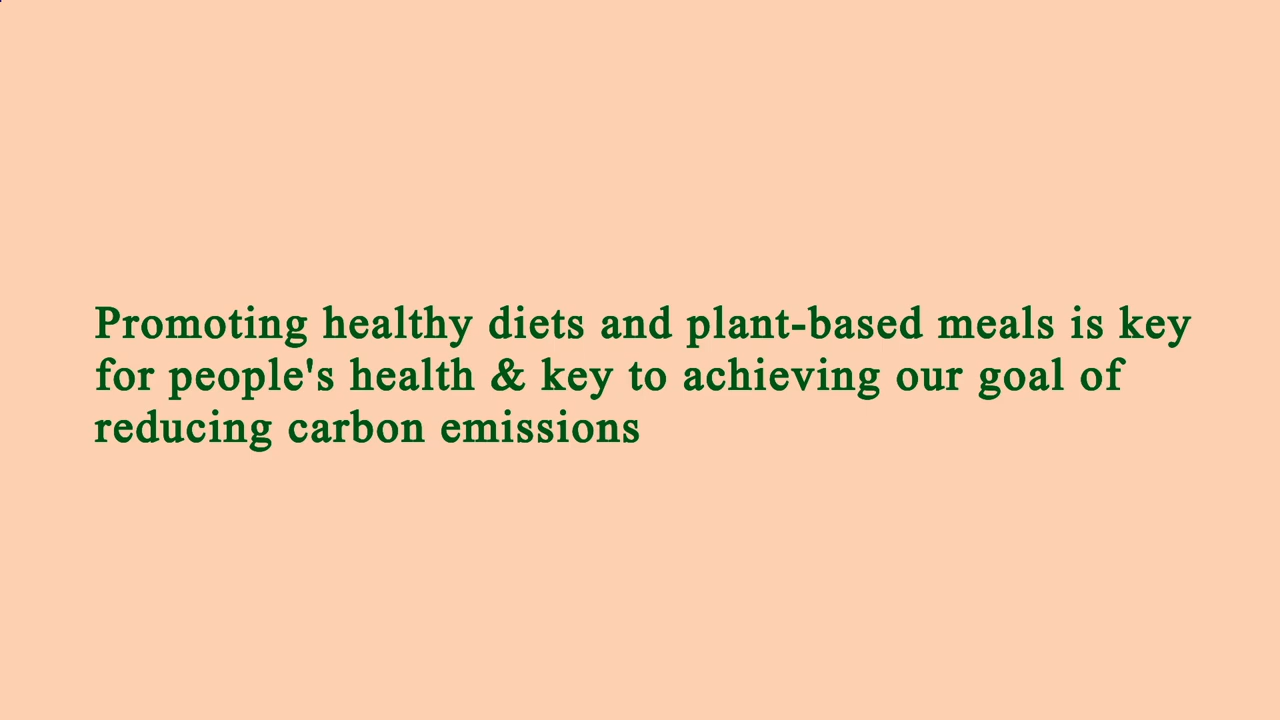 Promoting healthy diets and plant-based meals is key
for people's health & key to achieving our goal of
reducing carbon emissions